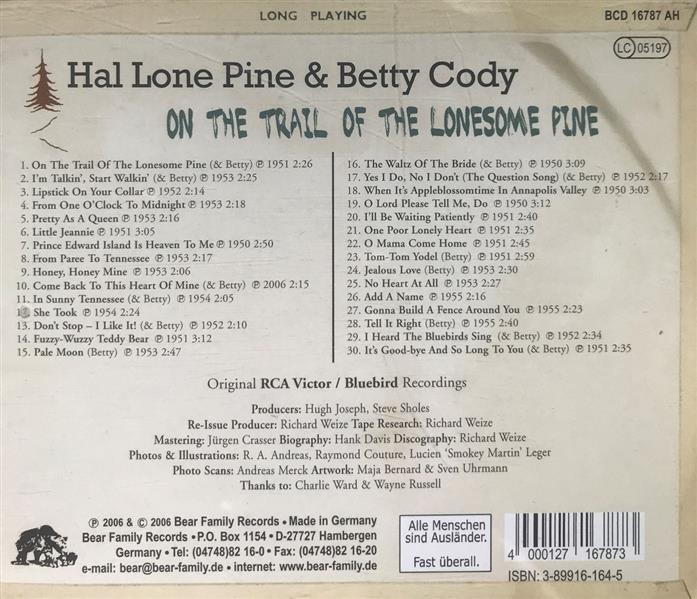 LONG PLAYING
BCD 16787 AH
LC 05197
Hal Lone Pine & Betty Cody
ON THE TRAIL OF THE LONESOME PINE
1. On The Trail Of The Lonesome Pine (& Betty) ℗ 1951 2:26
2. I'm Talkin', Start Walkin' (& Betty) ℗ 1953 2:25
3. Lipstick On Your Collar ℗ 1952 2:14
4. From One O'Clock To Midnight ℗ 1953 2:18
5. Pretty As A Queen ℗ 1953 2:16
6. Little Jeannie ℗ 1951 3:05
7. Prince Edward Island Is Heaven To Me ℗ 1950 2:50
8. From Paree To Tennessee ℗ 1953 2:17
9. Honey, Honey Mine ℗ 1953 2:06
10. Come Back To This Heart Of Mine (& Betty) ℗ 2006 2:15
11. In Sunny Tennessee (& Betty) ℗ 1954 2:05
12. She Took ℗ 1954 2:24
13. Don't Stop – I Like It! (& Betty) ℗ 1952 2:10
14. Fuzzy-Wuzzy Teddy Bear ℗ 1951 3:12
15. Pale Moon (Betty) ℗ 1953 2:47
16. The Waltz Of The Bride (& Betty) ℗ 1950 3:09
17. Yes I Do, No I Don't (The Question Song) (& Betty) ℗ 1952 2:17
18. When It's Appleblossomtime In Annapolis Valley ℗ 1950 3:03
19. O Lord Please Tell Me, Do ℗ 1950 3:12
20. I'll Be Waiting Patiently ℗ 1951 2:40
21. One Poor Lonely Heart ℗ 1951 2:35
22. O Mama Come Home ℗ 1951 2:45
23. Tom-Tom Yodel (Betty) ℗ 1951 2:59
24. Jealous Love (Betty) ℗ 1953 2:30
25. No Heart At All ℗ 1953 2:27
26. Add A Name ℗ 1955 2:16
27. Gonna Build A Fence Around You ℗ 1955 2:23
28. Tell It Right (Betty) ℗ 1955 2:40
29. I Heard The Bluebirds Sing (& Betty) ℗ 1952 2:34
30. It's Good-bye And So Long To You (& Betty) ℗ 1951 2:35
Original RCA Victor / Bluebird Recordings
Producers: Hugh Joseph, Steve Sholes
Re-Issue Producer: Richard Weize Tape Research: Richard Weize
Mastering: Jürgen Crasser Biography: Hank Davis Discography: Richard Weize
Photos & Illustrations: R. A. Andreas, Raymond Couture, Lucien 'Smokey Martin' Leger
Photo Scans: Andreas Merck Artwork: Maja Bernard & Sven Uhrmann
Thanks to: Charlie Ward & Wayne Russell
℗ 2006 & © 2006 Bear Family Records • Made in Germany
Bear Family Records • P.O. Box 1154 • D-27727 Hambergen
Germany • Tel: (04748)82 16-0 • Fax: (04748)82 16-20
e-mail: bear@bear-family.de • internet: www.bear-family.de
Alle Menschen
sind Ausländer.
Fast überall.
4 000127 167873
ISBN: 3-89916-164-5